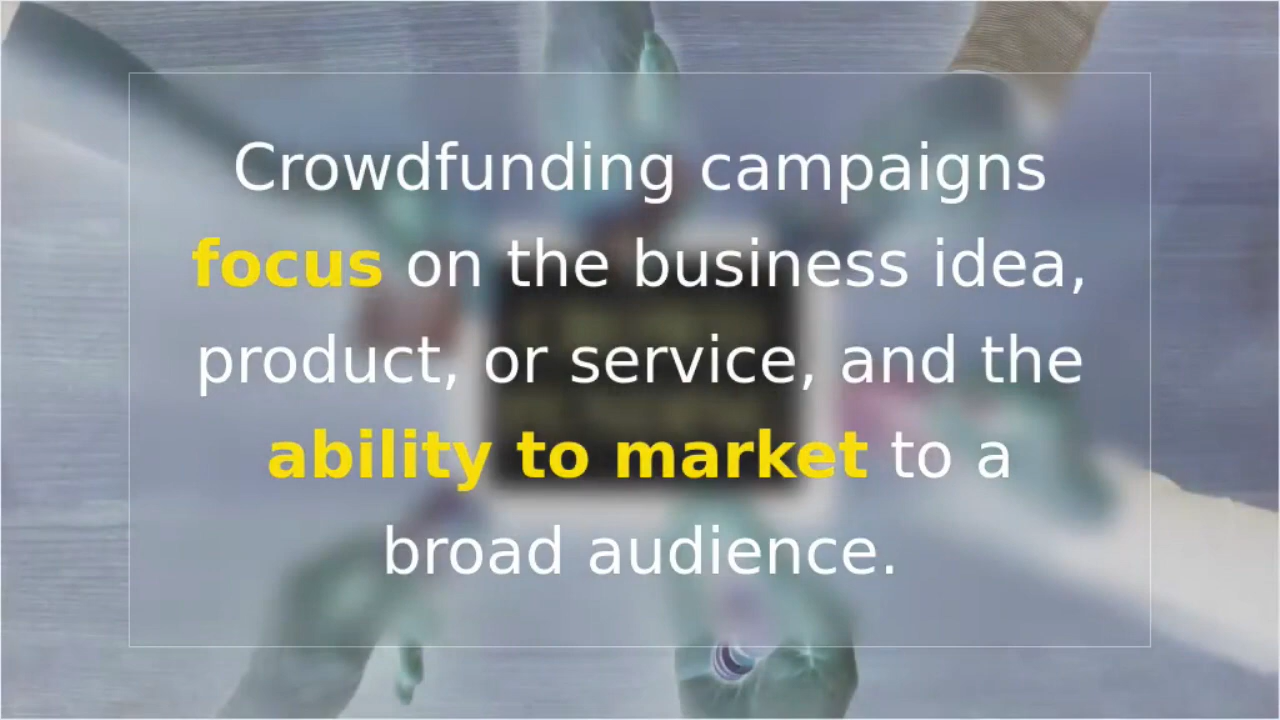 Crowdfunding campaigns
focus on the business idea,
product, or service, and the
ability to market to a
broad audience.